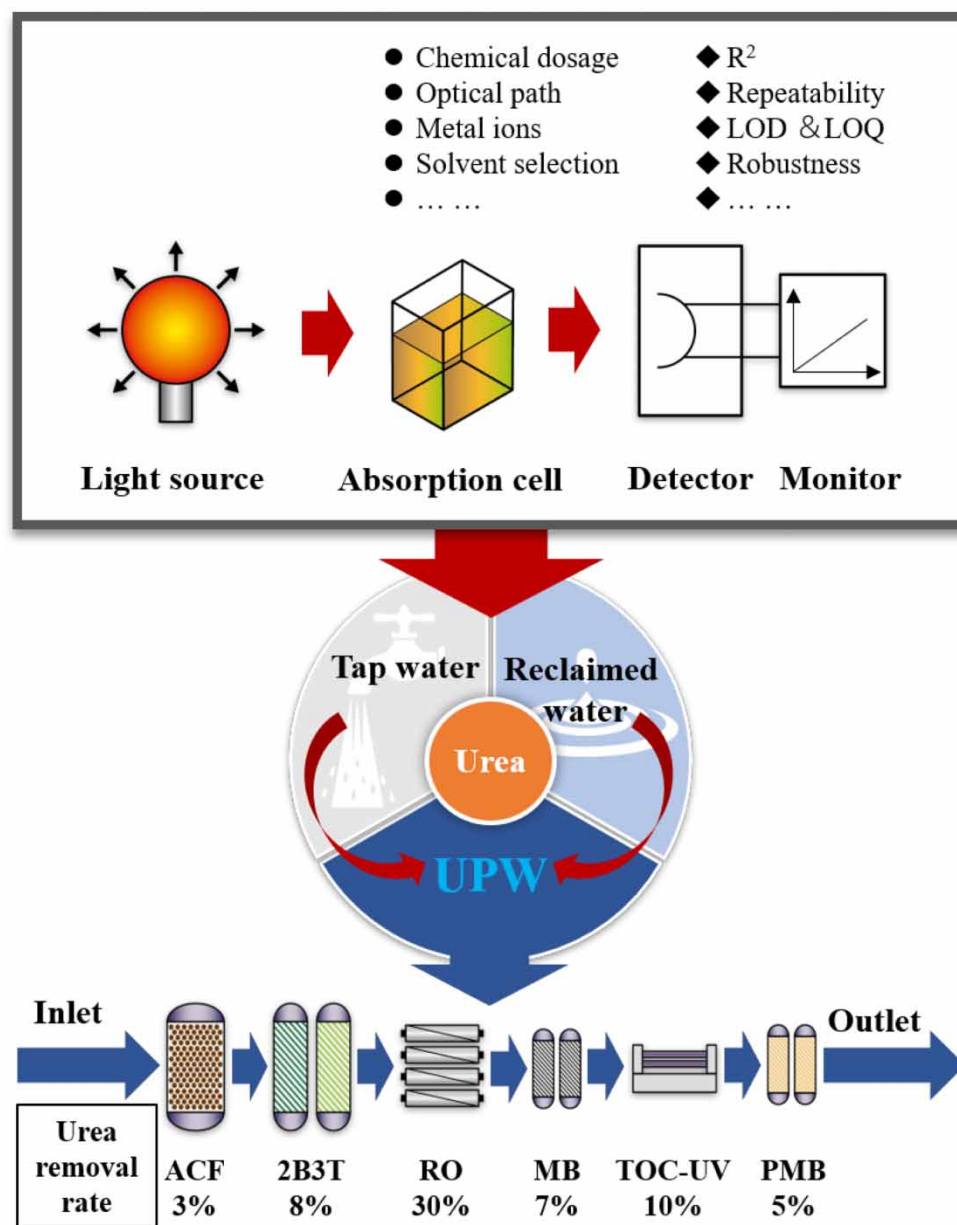 ● Chemical dosage
● Optical path
● Metal ions
● Solvent selection
● … …
◆ R²
◆ Repeatability
◆ LOD &LOQ
◆ Robustness
◆ … …
Light source
Absorption cell
Detector
Monitor
Tap water
Reclaimed
water
Urea
UPW
Inlet
Outlet
Urea
removal
rate
ACF
3%
2B3T
8%
RO
30%
MB
7%
TOC-UV
10%
PMB
5%